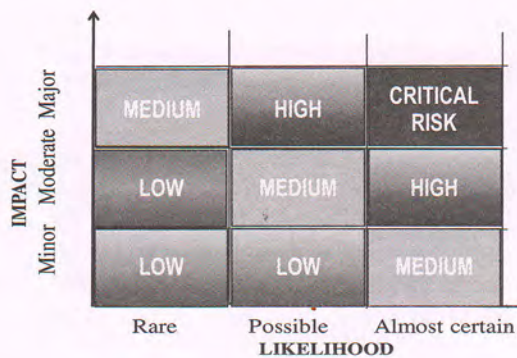 IMPACT
Minor Moderate Major
MEDIUM HIGH CRITICAL
RISK
LOW MEDIUM HIGH
LOW LOW MEDIUM
Rare Possible Almost certain
LIKELIHOOD